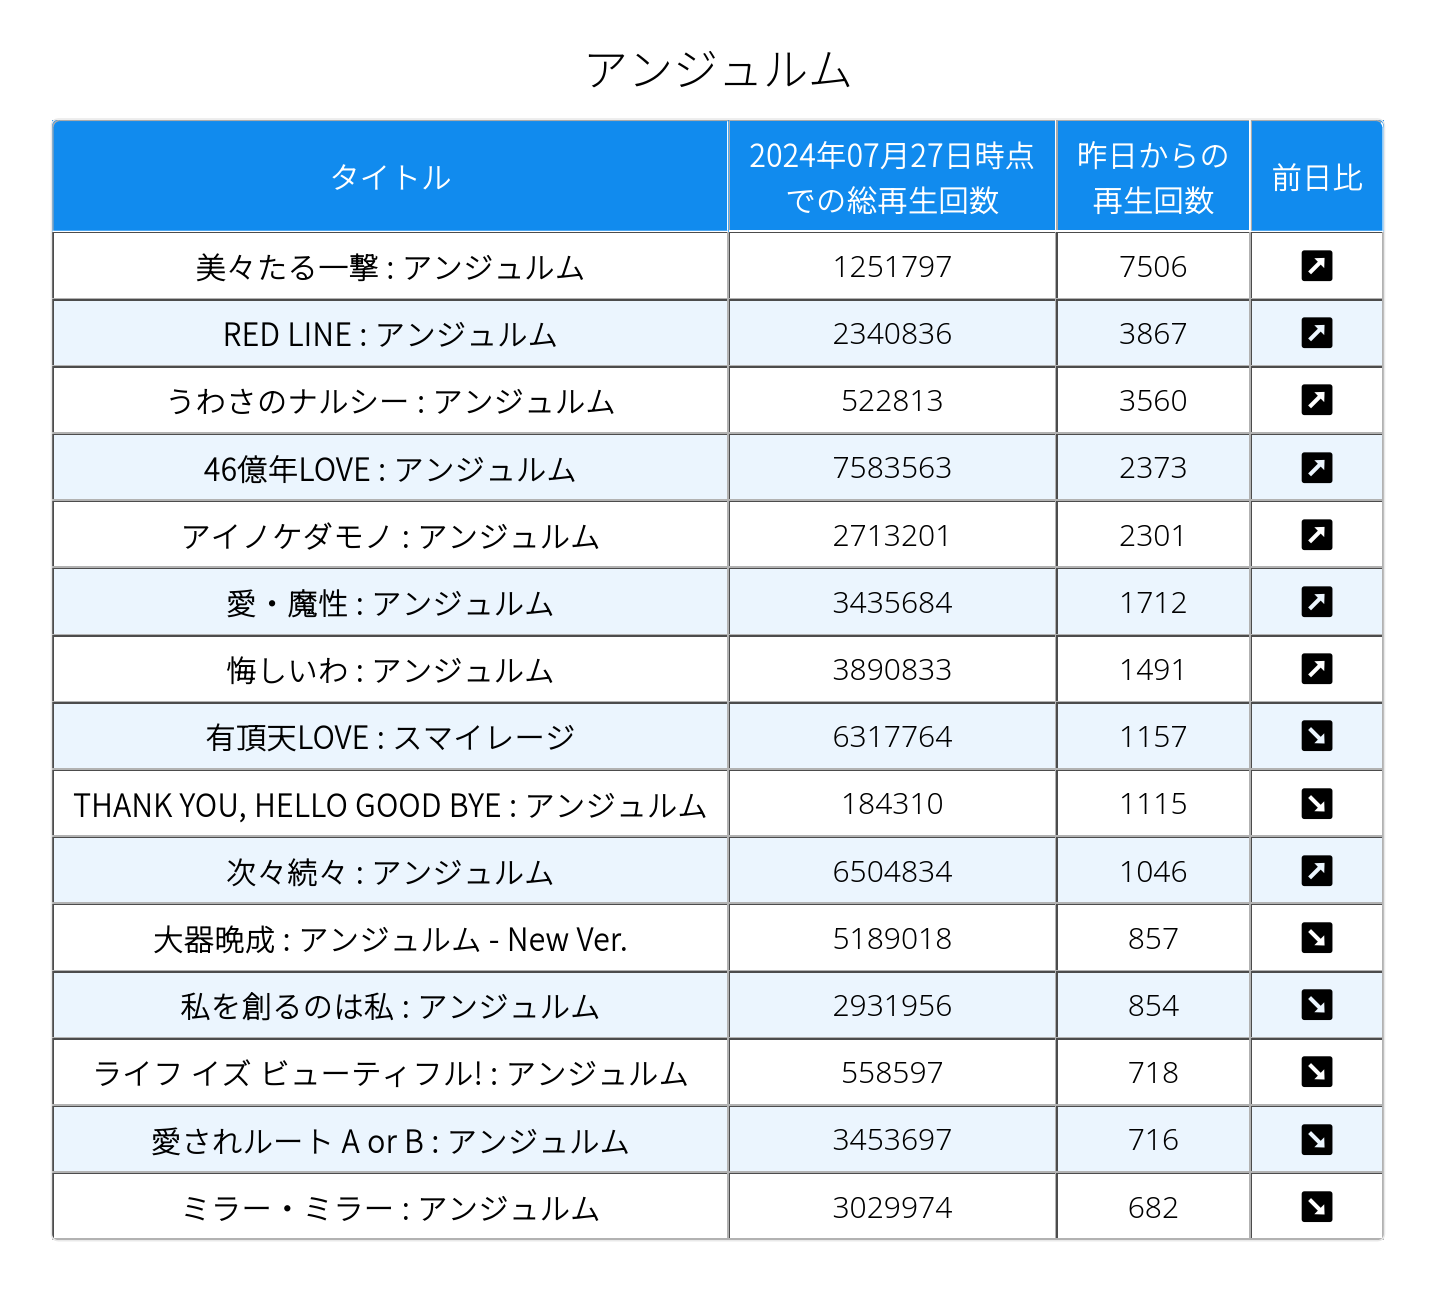 アンジュルム
タイトル
2024年07月27日時点
での総再生回数
昨日からの
再生回数
前日比
美々たる一撃 : アンジュルム 1251797 7506 ↗
RED LINE : アンジュルム 2340836 3867 ↗
うわさのナルシー : アンジュルム 522813 3560 ↗
46億年LOVE : アンジュルム 7583563 2373 ↗
アイノケダモノ : アンジュルム 2713201 2301 ↗
愛・魔性 : アンジュルム 3435684 1712 ↗
悔しいわ : アンジュルム 3890833 1491 ↗
有頂天LOVE : スマイレージ 6317764 1157 ↘
THANK YOU, HELLO GOOD BYE : アンジュルム 184310 1115 ↘
次々続々 : アンジュルム 6504834 1046 ↗
大器晩成 : アンジュルム - New Ver. 5189018 857 ↘
私を創るのは私 : アンジュルム 2931956 854 ↘
ライフ イズ ビューティフル! : アンジュルム 558597 718 ↘
愛されルート A or B : アンジュルム 3453697 716 ↘
ミラー・ミラー : アンジュルム 3029974 682 ↘